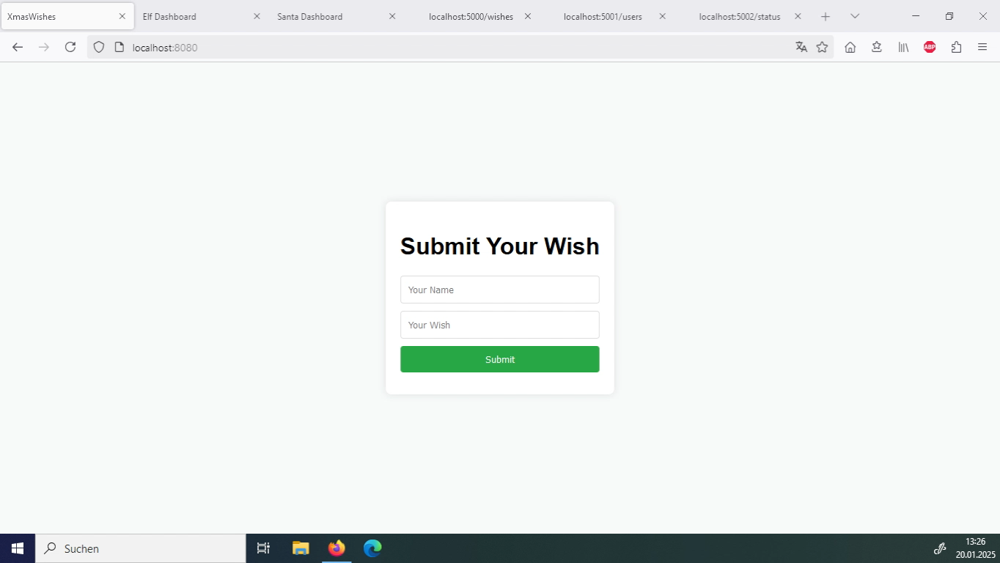 XmasWishes
Elf Dashboard
Santa Dashboard
localhost:5000/wishes
localhost:5001/users
localhost:5002/status
localhost:8080
ABP
Submit Your Wish
Your Name
Your Wish
Submit
Suchen
13:26
20.01.2025